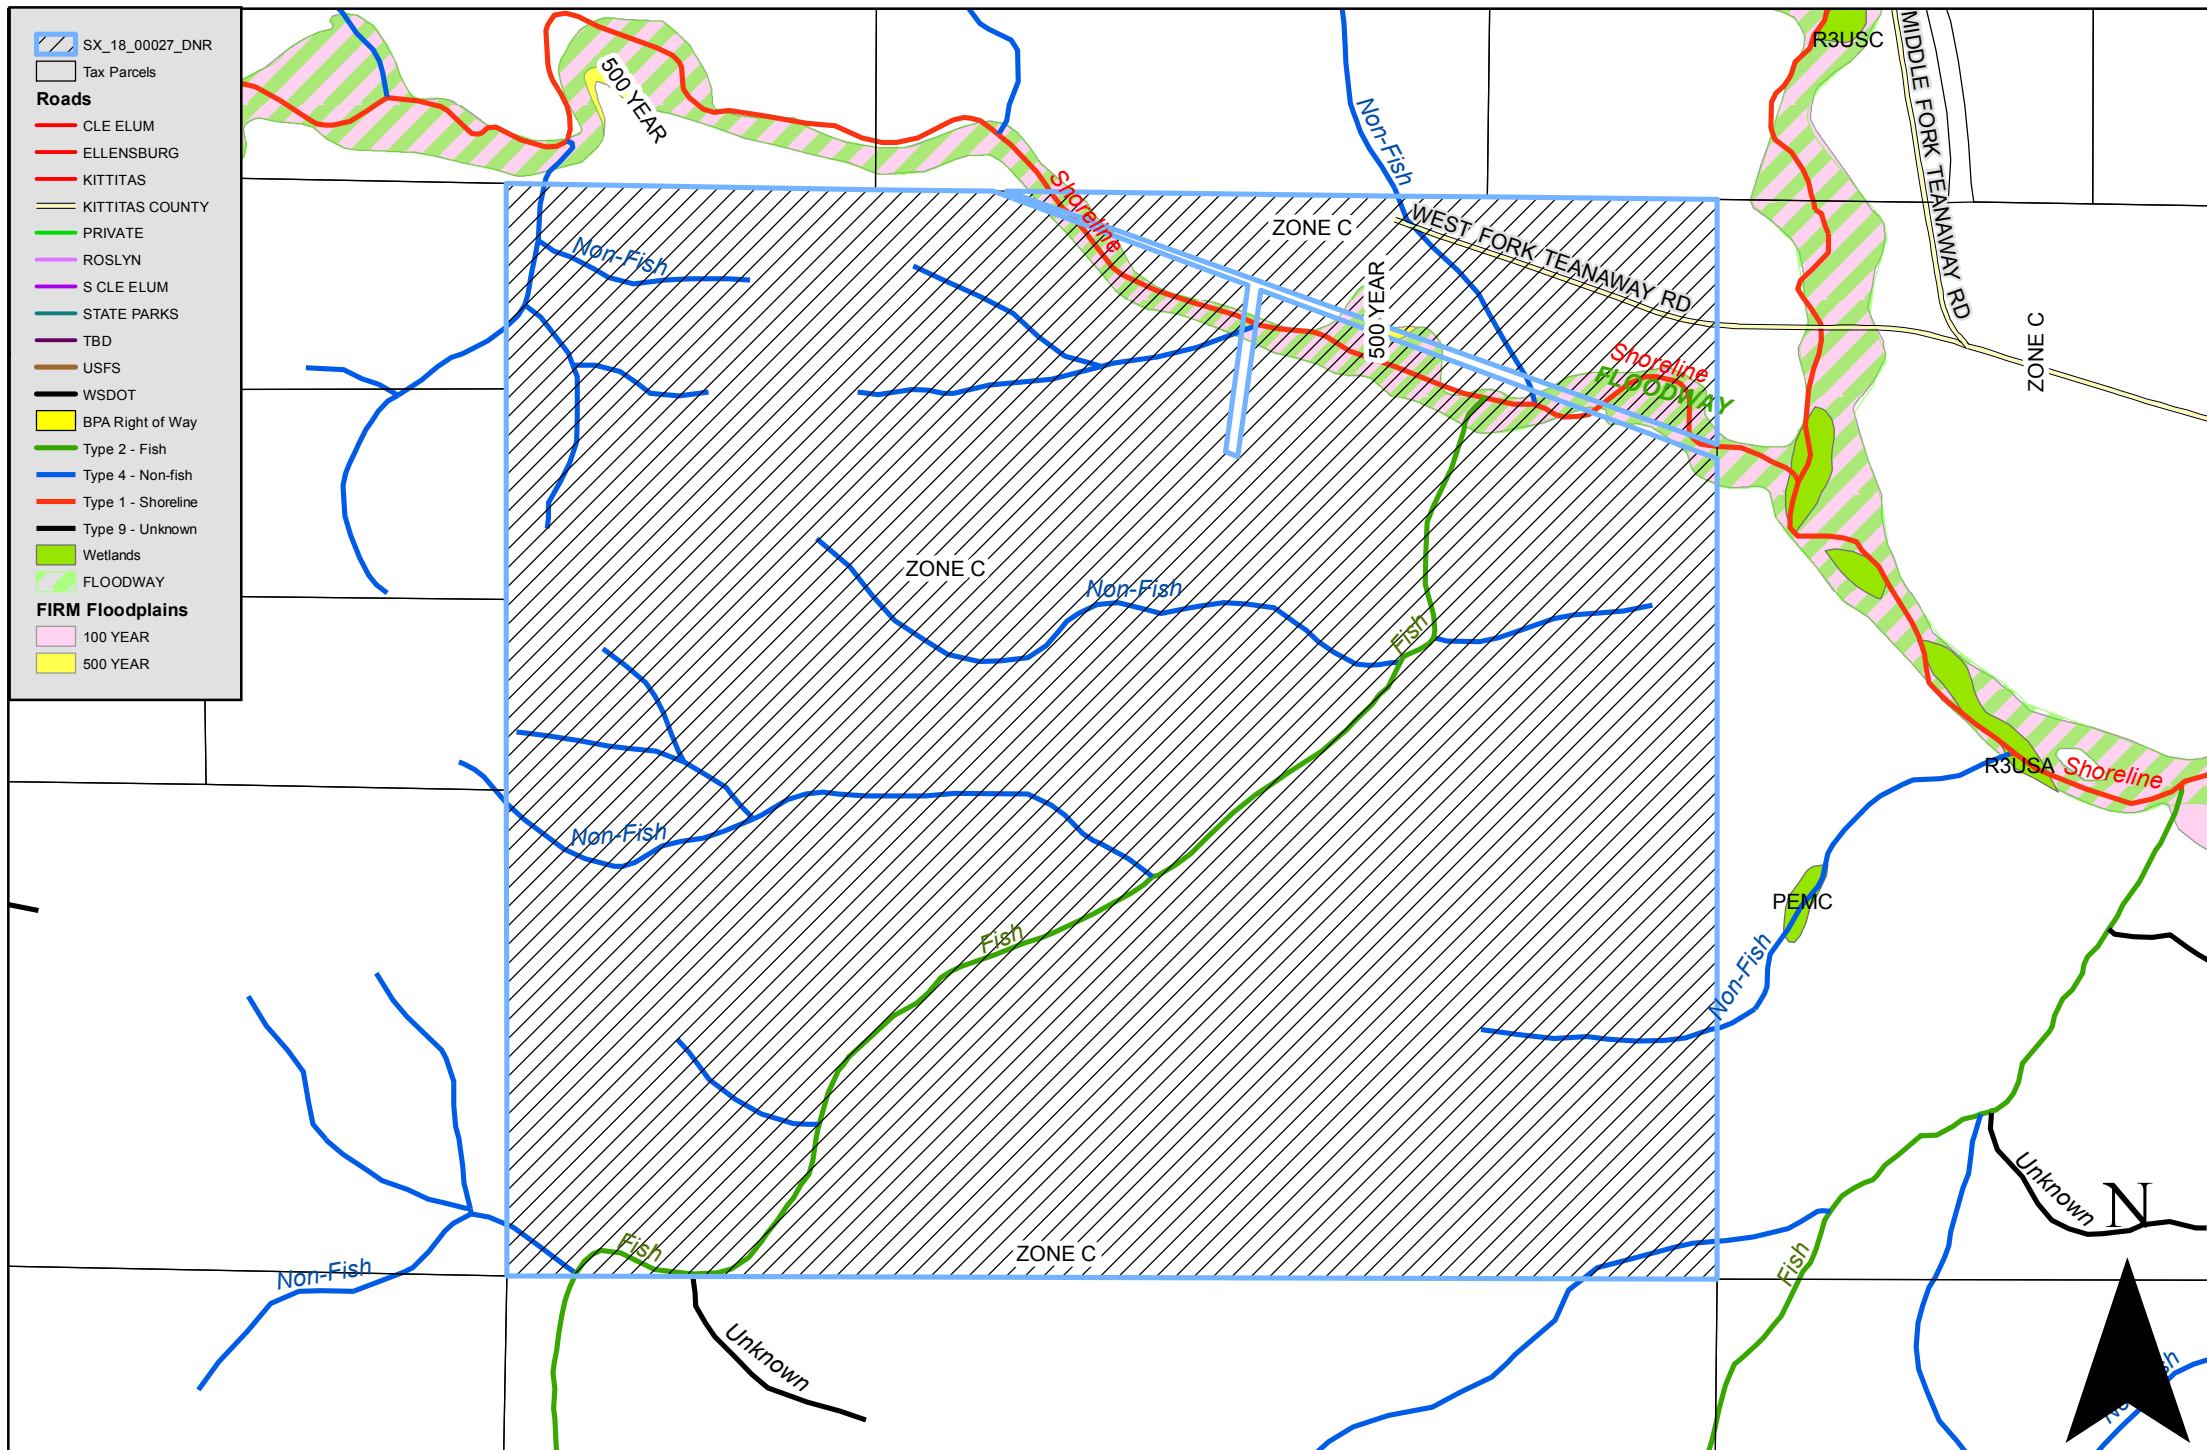 SX_18_00027_DNR
Tax Parcels
Roads
CLE ELUM
ELLENSBURG
KITTITAS
KITTITAS COUNTY
PRIVATE
ROSLYN
S CLE ELUM
STATE PARKS
TBD
USFS
WSDOT
BPA Right of Way
Type 2 - Fish
Type 4 - Non-fish
Type 1 - Shoreline
Type 9 - Unknown
Wetlands
FLOODWAY
FIRM Floodplains
100 YEAR
500 YEAR
500 YEAR
R3USC
MIDDLE FORK TEANAWAY RD
Non-Fish
Shoreline
ZONE C
WEST FORK TEANAWAY RD
Non-Fish
500 YEAR
ZONE C
Shoreline
FLOODWAY
ZONE C
Non-Fish
Fish
R3USA
Shoreline
Non-Fish
PEMC
Fish
Non-Fish
Unknown
N
Fish
ZONE C
Fish
Non-Fish
Unknown